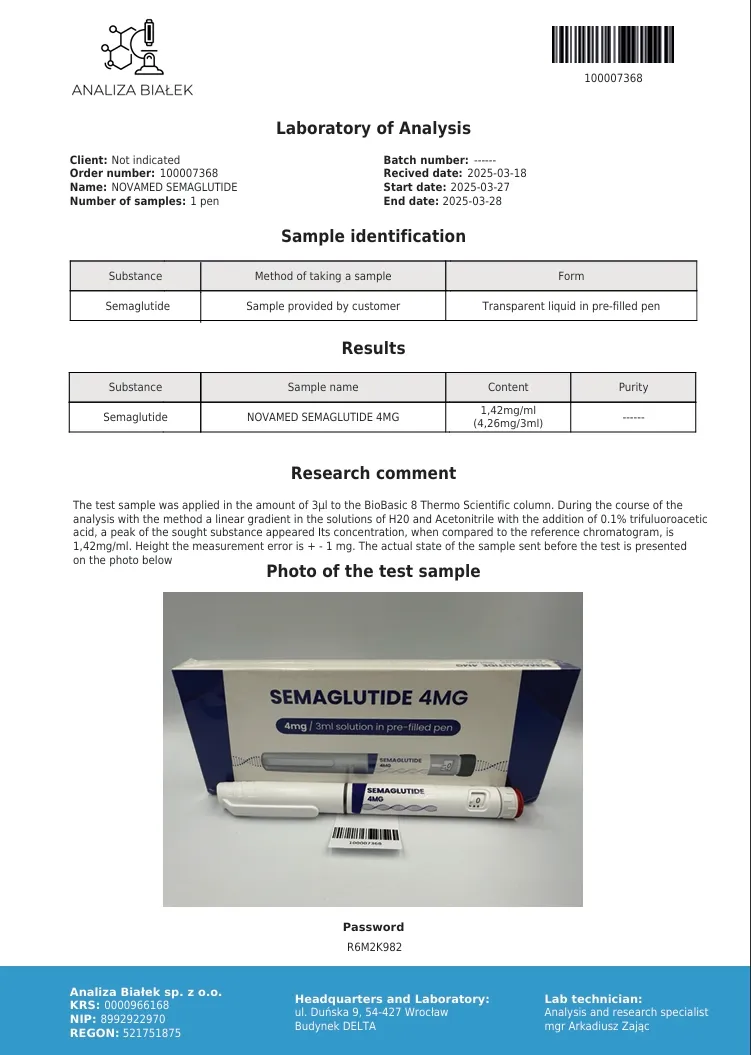 ANALIZA BIAŁEK
100007368
Laboratory of Analysis
Client: Not indicated
Order number: 100007368
Name: NOVAMED SEMAGLUTIDE
Number of samples: 1 pen
Batch number: ------
Recived date: 2025-03-18
Start date: 2025-03-27
End date: 2025-03-28
Sample identification
Substance Method of taking a sample Form
Semaglutide Sample provided by customer Transparent liquid in pre-filled pen
Results
Substance Sample name Content Purity
Semaglutide NOVAMED SEMAGLUTIDE 4MG 1,42mg/ml (4,26mg/3ml) ------
Research comment
The test sample was applied in the amount of 3µl to the BioBasic 8 Thermo Scientific column. During the course of the
analysis with the method a linear gradient in the solutions of H20 and Acetonitrile with the addition of 0.1% trifuluoroacetic
acid, a peak of the sought substance appeared Its concentration, when compared to the reference chromatogram, is
1,42mg/ml. Height the measurement error is + - 1 mg. The actual state of the sample sent before the test is presented
on the photo below
Photo of the test sample
SEMAGLUTIDE 4MG
4mg / 3ml solution in pre-filled pen
SEMAGLUTIDE
4MG
SEMAGLUTIDE
4MG
0
100007368
Password
R6M2K982
Analiza Białek sp. z o.o.
KRS: 0000966168
NIP: 8992922970
REGON: 521751875
Headquarters and Laboratory:
ul. Duńska 9, 54-427 Wrocław
Budynek DELTA
Lab technician:
Analysis and research specialist
mgr Arkadiusz Zając